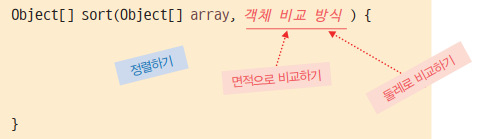 Object[] sort(Object[] array, 객체 비교 방식 ) {
정렬하기
면적으로 비교하기
둘레로 비교하기
}